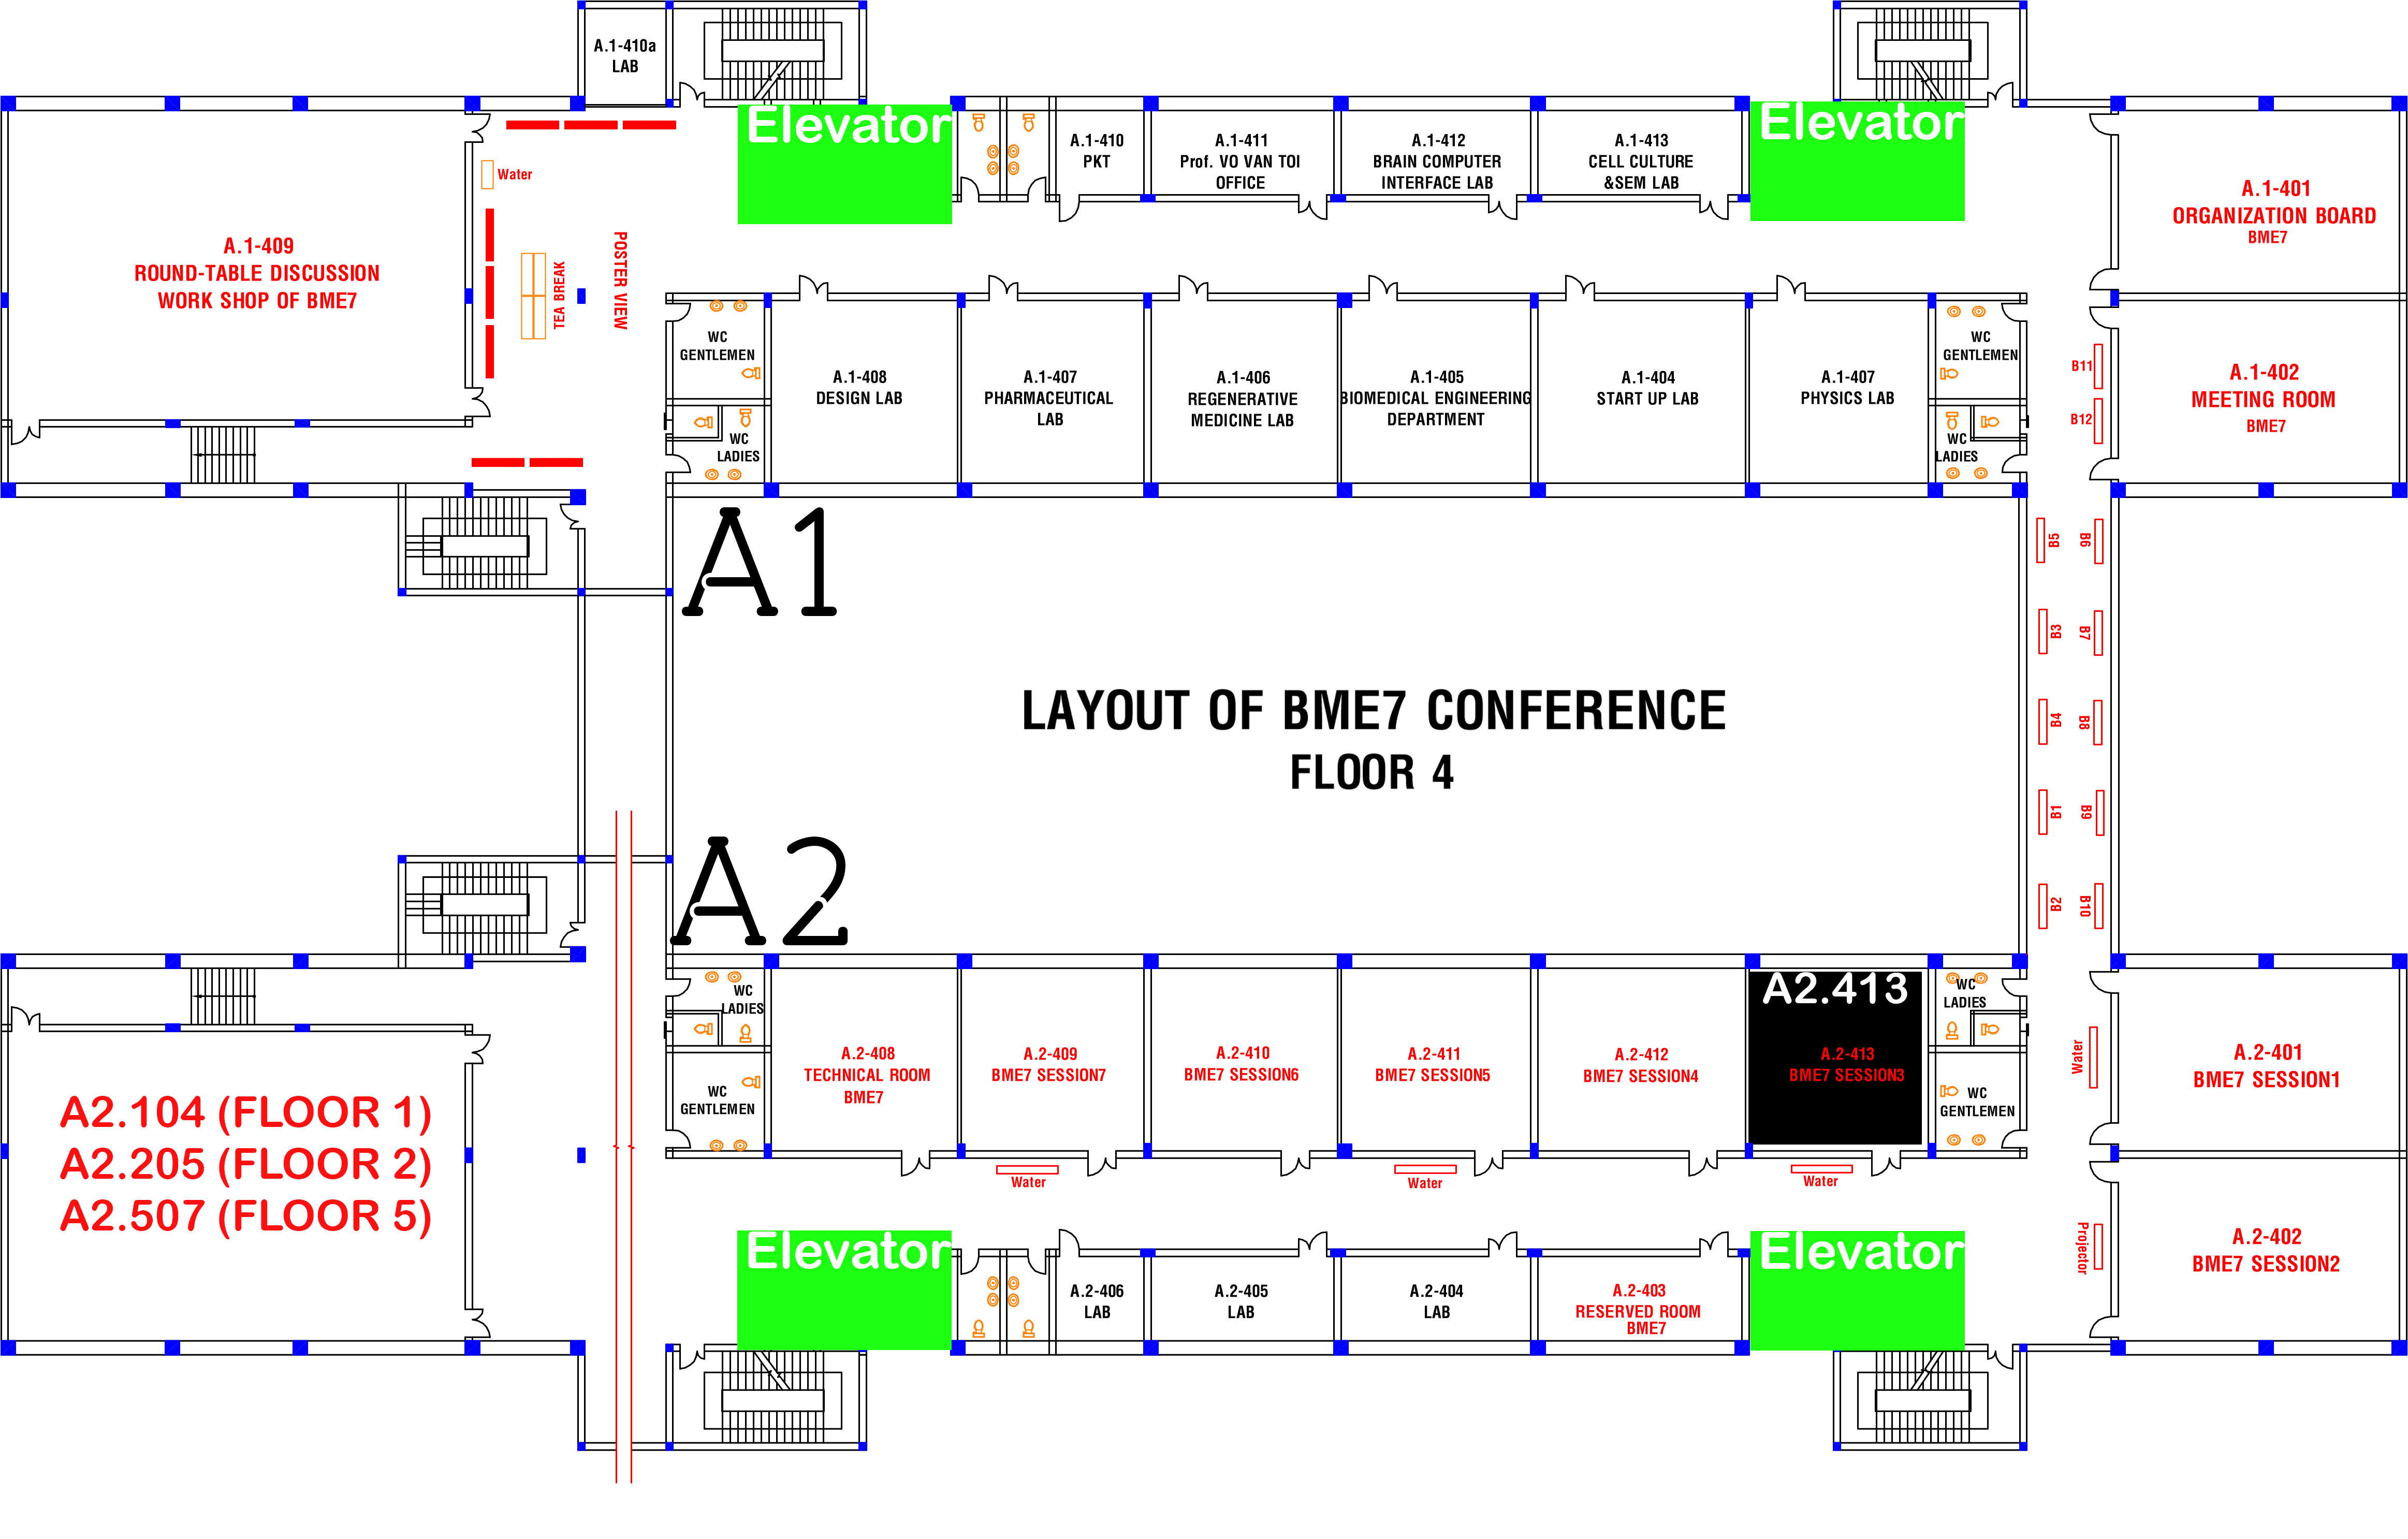 A.1-410a
LAB
Elevator
A.1-410
PKT
A.1-411
Prof. VO VAN TOI
OFFICE
A.1-412
BRAIN COMPUTER
INTERFACE LAB
A.1-413
CELL CULTURE
&SEM LAB
Elevator
A.1-401
ORGANIZATION BOARD
BME7
Water
A.1-409
ROUND-TABLE DISCUSSION
WORK SHOP OF BME7
TEA BREAK
POSTER VIEW
WC
GENTLEMEN
WC
LADIES
A.1-408
DESIGN LAB
A.1-407
PHARMACEUTICAL
LAB
A.1-406
REGENERATIVE
MEDICINE LAB
A.1-405
BIOMEDICAL ENGINEERING
DEPARTMENT
A.1-404
START UP LAB
A.1-407
PHYSICS LAB
WC
GENTLEMEN
WC
LADIES
B11
B12
A.1-402
MEETING ROOM
BME7
A1
B5
B6
B3
B7
LAYOUT OF BME7 CONFERENCE
FLOOR 4
B4
B8
B1
B9
A2
B2
B10
WC
LADIES
WC
GENTLEMEN
A.2-408
TECHNICAL ROOM
BME7
A.2-409
BME7 SESSION7
A.2-410
BME7 SESSION6
A.2-411
BME7 SESSION5
A.2-412
BME7 SESSION4
A2.413
A.2-413
BME7 SESSION3
WC
LADIES
WC
GENTLEMEN
Water
A.2-401
BME7 SESSION1
A2.104 (FLOOR 1)
A2.205 (FLOOR 2)
A2.507 (FLOOR 5)
Water
Water
Water
Elevator
A.2-406
LAB
A.2-405
LAB
A.2-404
LAB
A.2-403
RESERVED ROOM
BME7
Elevator
Projector
A.2-402
BME7 SESSION2